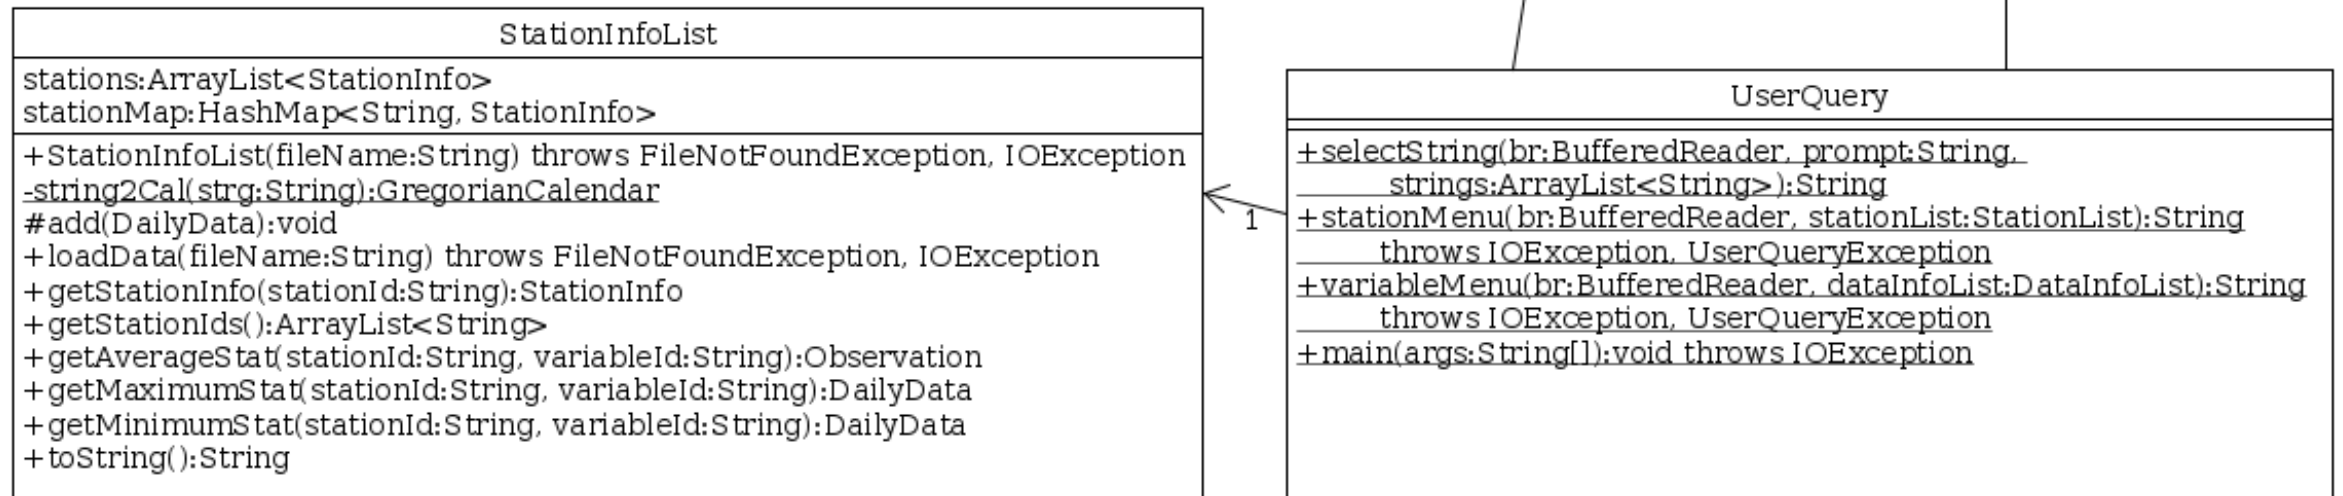 StationInfoList
stations:ArrayList<StationInfo>
stationMap:HashMap<String, StationInfo>
+StationInfoList(fileName:String) throws FileNotFoundException, IOException
-string2Cal(strg:String):GregorianCalendar
#add(DailyData):void
+loadData(fileName:String) throws FileNotFoundException, IOException
+getStationInfo(stationId:String):StationInfo
+getStationIds():ArrayList<String>
+getAverageStat(stationId:String, variableId:String):Observation
+getMaximumStat(stationId:String, variableId:String):DailyData
+getMinimumStat(stationId:String, variableId:String):DailyData
+toString():String
1
UserQuery
+selectString(br:BufferedReader, prompt:String,
strings:ArrayList<String>):String
+stationMenu(br:BufferedReader, stationList:StationList):String
throws IOException, UserQueryException
+variableMenu(br:BufferedReader, dataInfoList:DataInfoList):String
throws IOException, UserQueryException
+main(args:String[]):void throws IOException